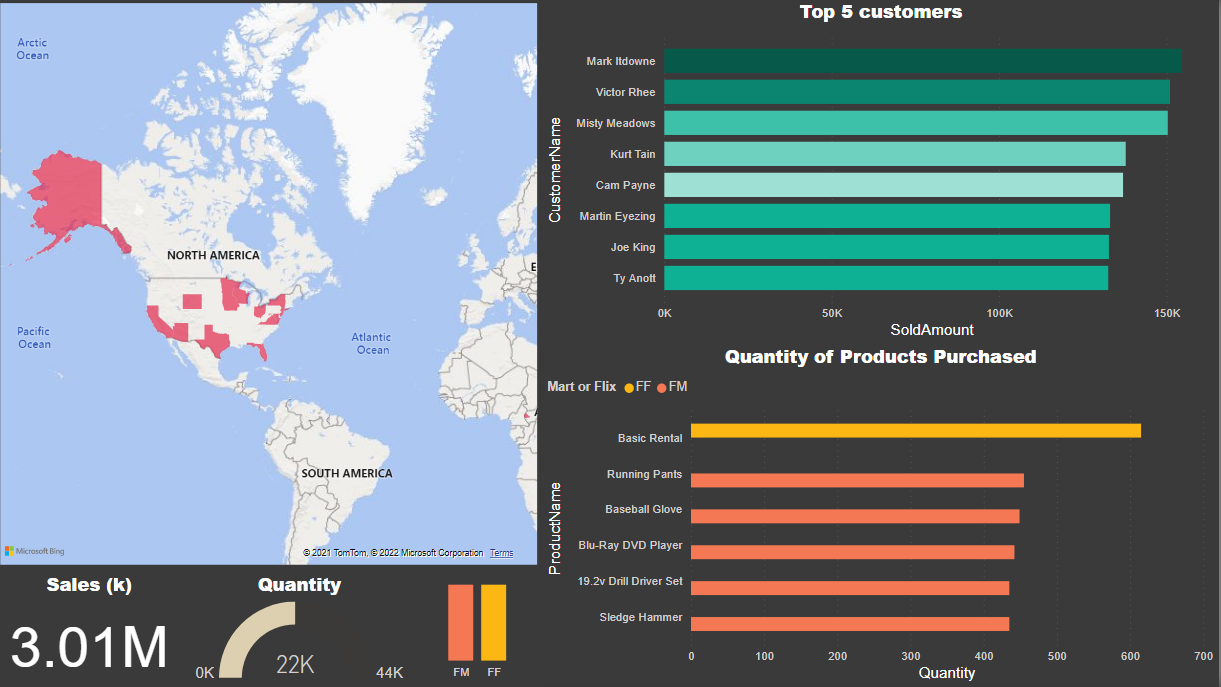 Arctic
Ocean
NORTH AMERICA
E
Pacific
Ocean
Atlantic
Ocean
A
SOUTH AMERICA
Microsoft Bing
© 2021 TomTom, © 2022 Microsoft Corporation Terms
Sales (k)
3.01M
Quantity
0K
22K
44K
FM
FF
Top 5 customers
CustomerName
Mark Itdowne
Victor Rhee
Misty Meadows
Kurt Tain
Cam Payne
Martin Eyezing
Joe King
Ty Anott
0K 50K 100K 150K
SoldAmount
Quantity of Products Purchased
Mart or Flix FF FM
ProductName
Basic Rental
Running Pants
Baseball Glove
Blu-Ray DVD Player
19.2v Drill Driver Set
Sledge Hammer
0 100 200 300 400 500 600 700
Quantity